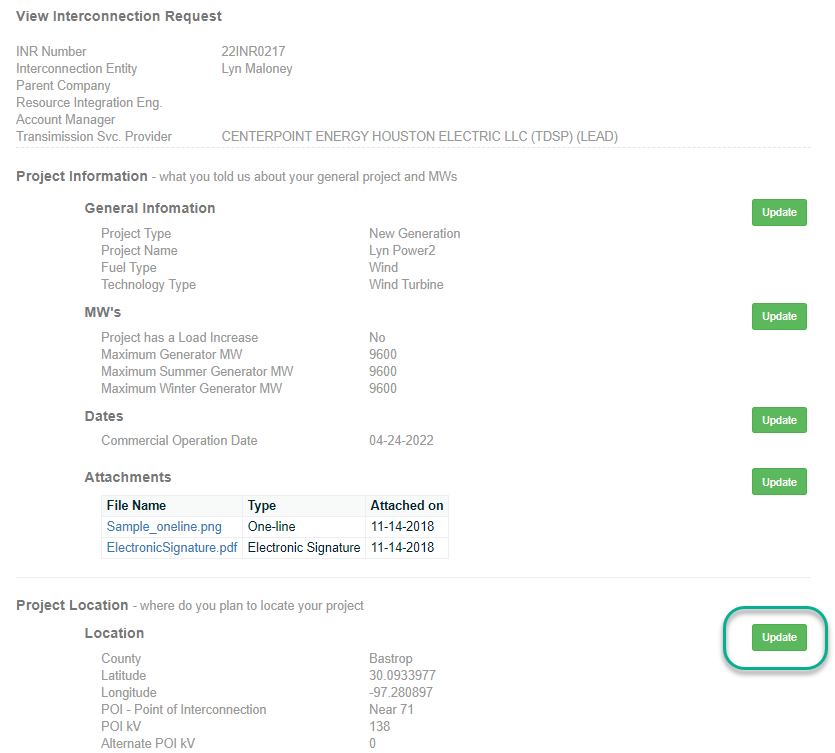 View Interconnection Request
INR Number 22INR0217
Interconnection Entity Lyn Maloney
Parent Company
Resource Integration Eng.
Account Manager
Transimission Svc. Provider CENTERPOINT ENERGY HOUSTON ELECTRIC LLC (TDSP) (LEAD)
Project Information - what you told us about your general project and MWs
General Infomation Update
Project Type New Generation
Project Name Lyn Power2
Fuel Type Wind
Technology Type Wind Turbine
MW's Update
Project has a Load Increase No
Maximum Generator MW 9600
Maximum Summer Generator MW 9600
Maximum Winter Generator MW 9600
Dates Update
Commercial Operation Date 04-24-2022
Attachments Update
File Name Type Attached on
Sample_oneline.png One-line 11-14-2018
ElectronicSignature.pdf Electronic Signature 11-14-2018
Project Location - where do you plan to locate your project
Location Update
County Bastrop
Latitude 30.0933977
Longitude -97.280897
POI - Point of Interconnection Near 71
POI kV 138
Alternate POI kV 0